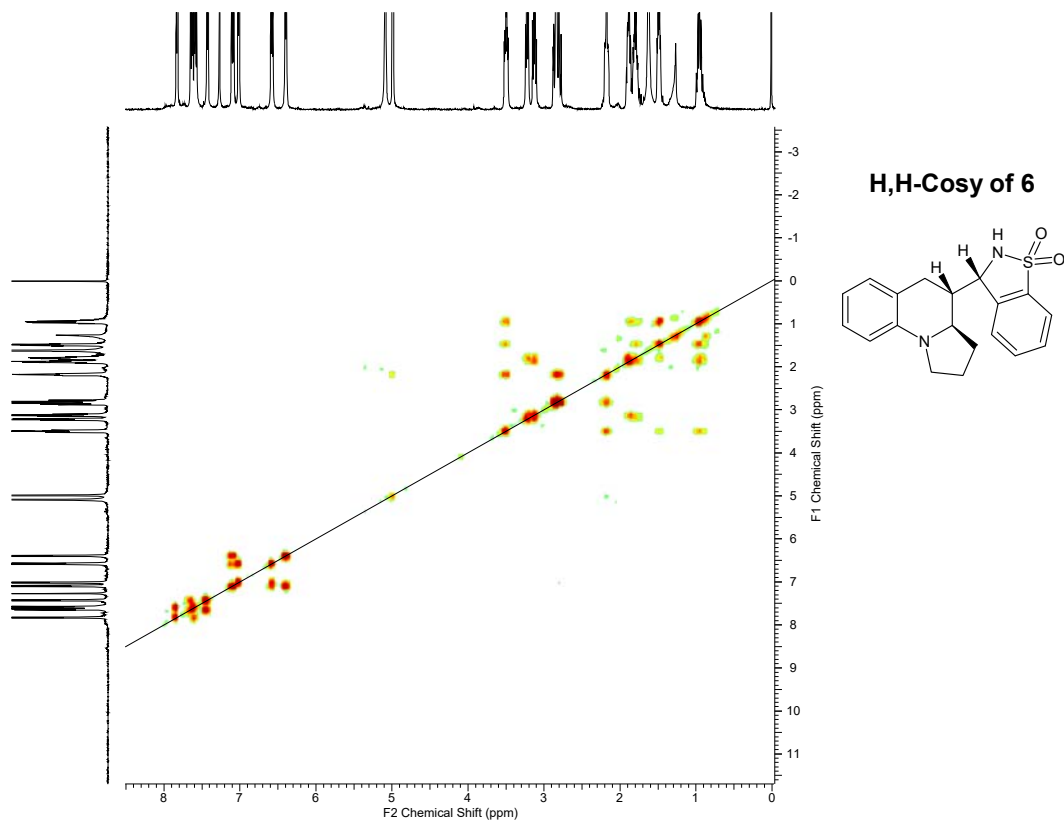 -3
-2
-1
0
1
2
3
4
5
6
7
8
9
10
11
F1 Chemical Shift (ppm)
8 7 6 5 4 3 2 1 0
F2 Chemical Shift (ppm)
H,H-Cosy of 6
H
N
O
H
S
O
H
N